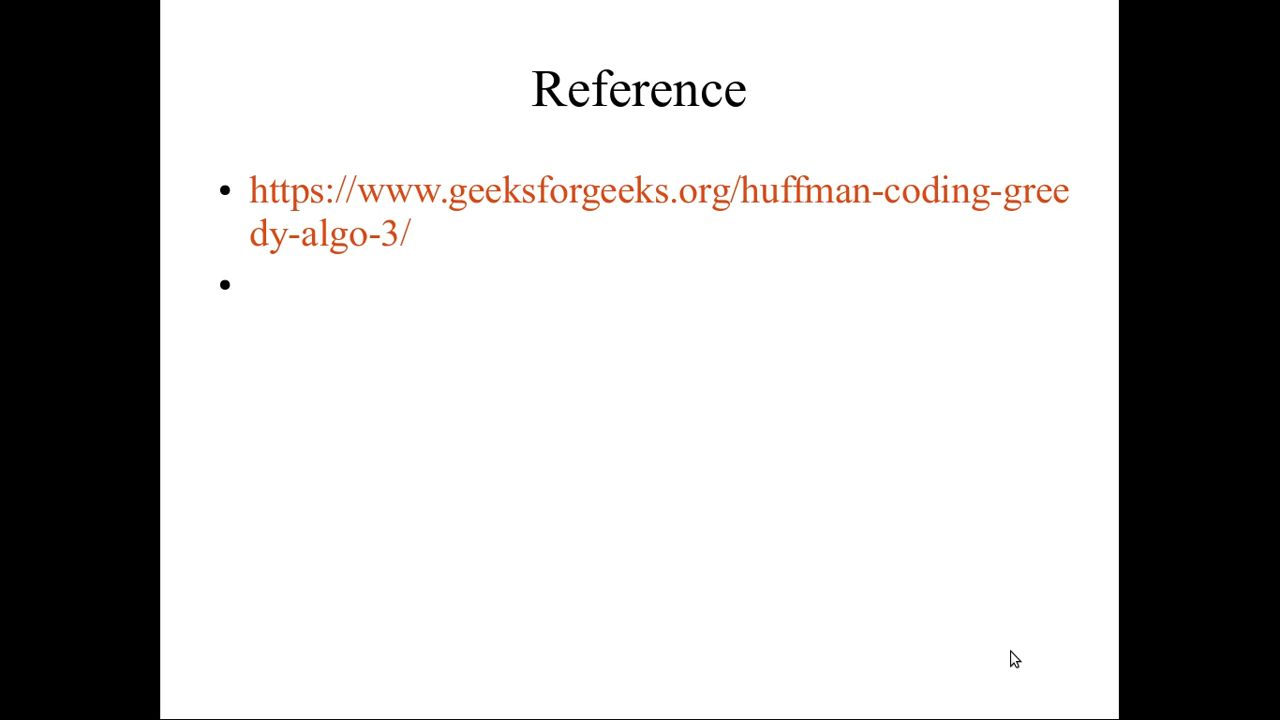 Reference
• https://www.geeksforgeeks.org/huffman-coding-gree
dy-algo-3/
•